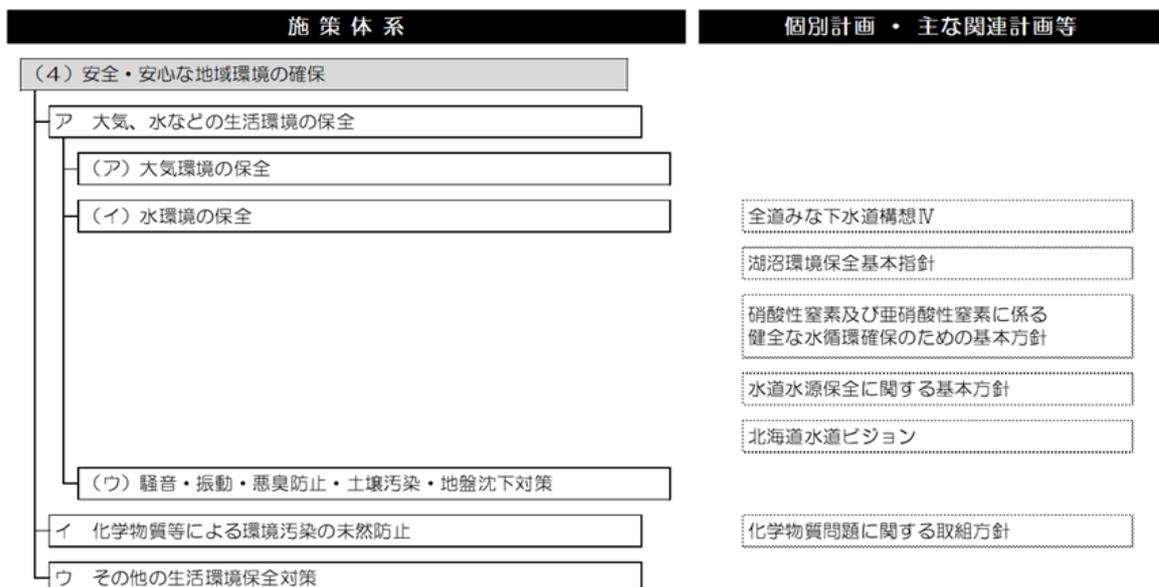 施策体系
個別計画 ・ 主な関連計画等
（４）安全・安心な地域環境の確保
ア　大気、水などの生活環境の保全
（ア）大気環境の保全
（イ）水環境の保全
全道みな下水道構想Ⅳ
湖沼環境保全基本指針
硝酸性窒素及び亜硝酸性窒素に係る
健全な水循環確保のための基本方針
水道水源保全に関する基本方針
北海道水道ビジョン
（ウ）騒音・振動・悪臭防止・土壌汚染・地盤沈下対策
イ　化学物質等による環境汚染の未然防止
化学物質問題に関する取組方針
ウ　その他の生活環境保全対策